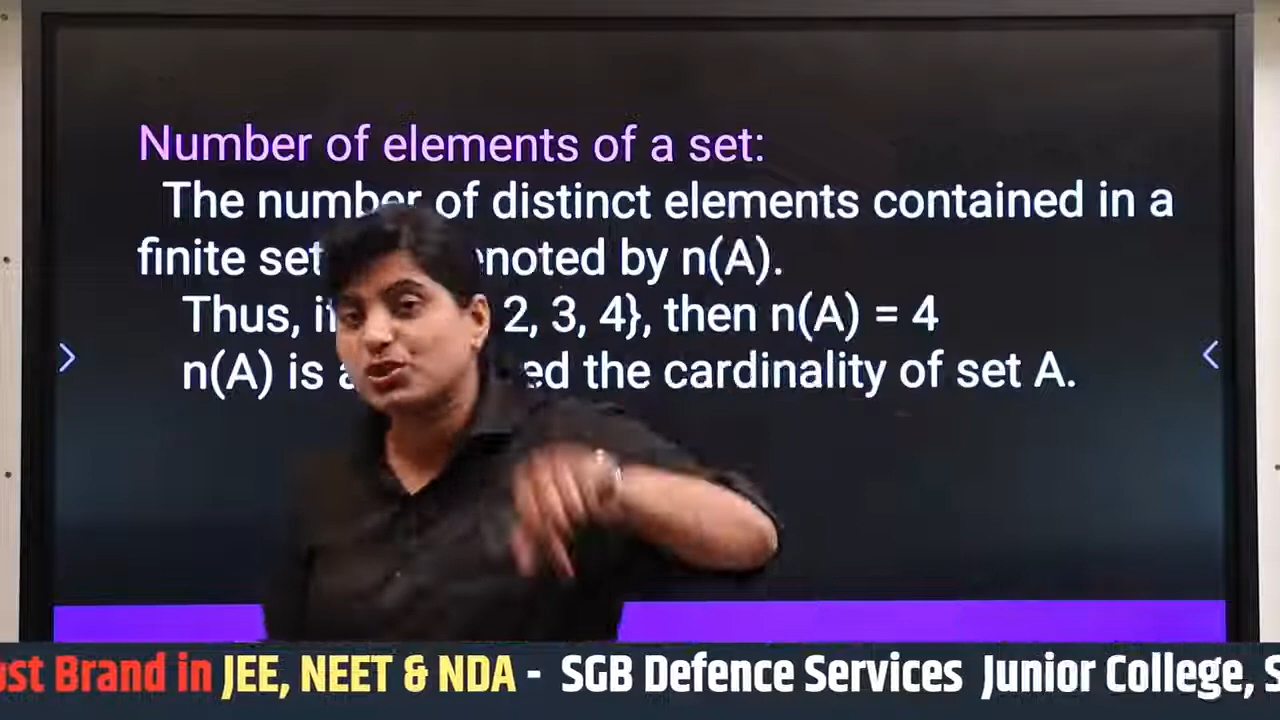 Number of elements of a set:
The number of distinct elements contained in a
finite set enoted by n(A).
Thus, if 2, 3, 4}, then n(A) = 4
n(A) is a ed the cardinality of set A.
ost Brand in JEE, NEET & NDA - SGB Defence Services Junior College, S